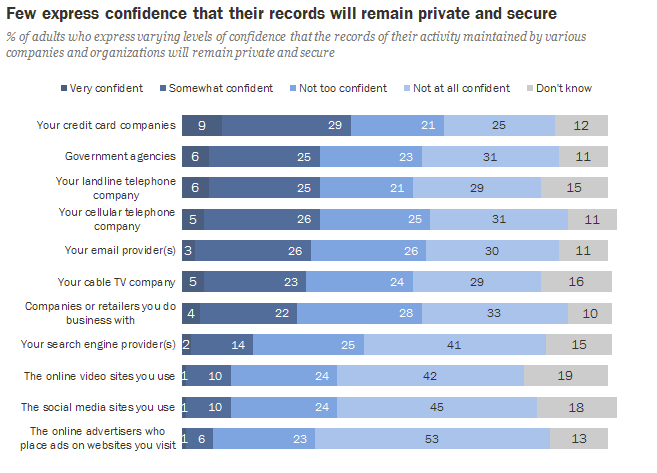 Few express confidence that their records will remain private and secure
% of adults who express varying levels of confidence that the records of their activity maintained by various
companies and organizations will remain private and secure
Very confident Somewhat confident Not too confident Not at all confident Don't know
Your credit card companies 9 29 21 25 12
Government agencies 6 25 23 31 11
Your landline telephone
company 6 25 21 29 15
Your cellular telephone
company 5 26 25 31 11
Your email provider(s) 3 26 26 30 11
Your cable TV company 5 23 24 29 16
Companies or retailers you do
business with 4 22 28 33 10
Your search engine provider(s) 2 14 25 41 15
The online video sites you use 1 10 24 42 19
The social media sites you use 1 10 24 45 18
The online advertisers who
place ads on websites you visit 1 6 23 53 13